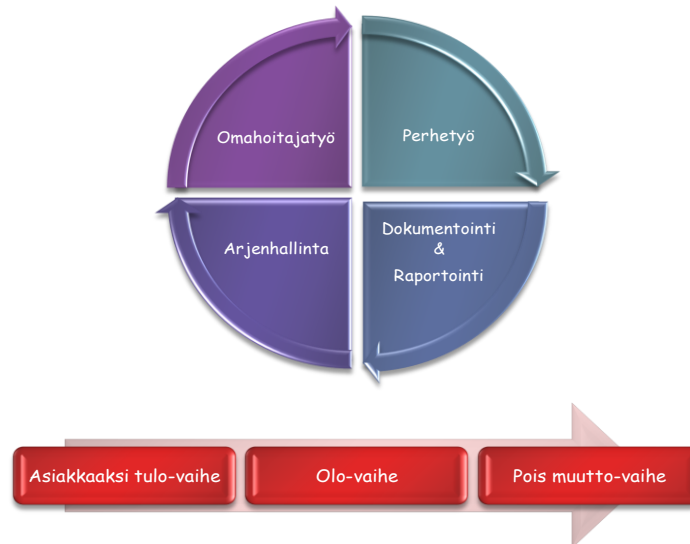 Omahoitajatyö
Perhetyö
Arjenhallinta
Dokumentointi
&
Raportointi
Asiakkaaksi tulo-vaihe
Olo-vaihe
Pois muutto-vaihe